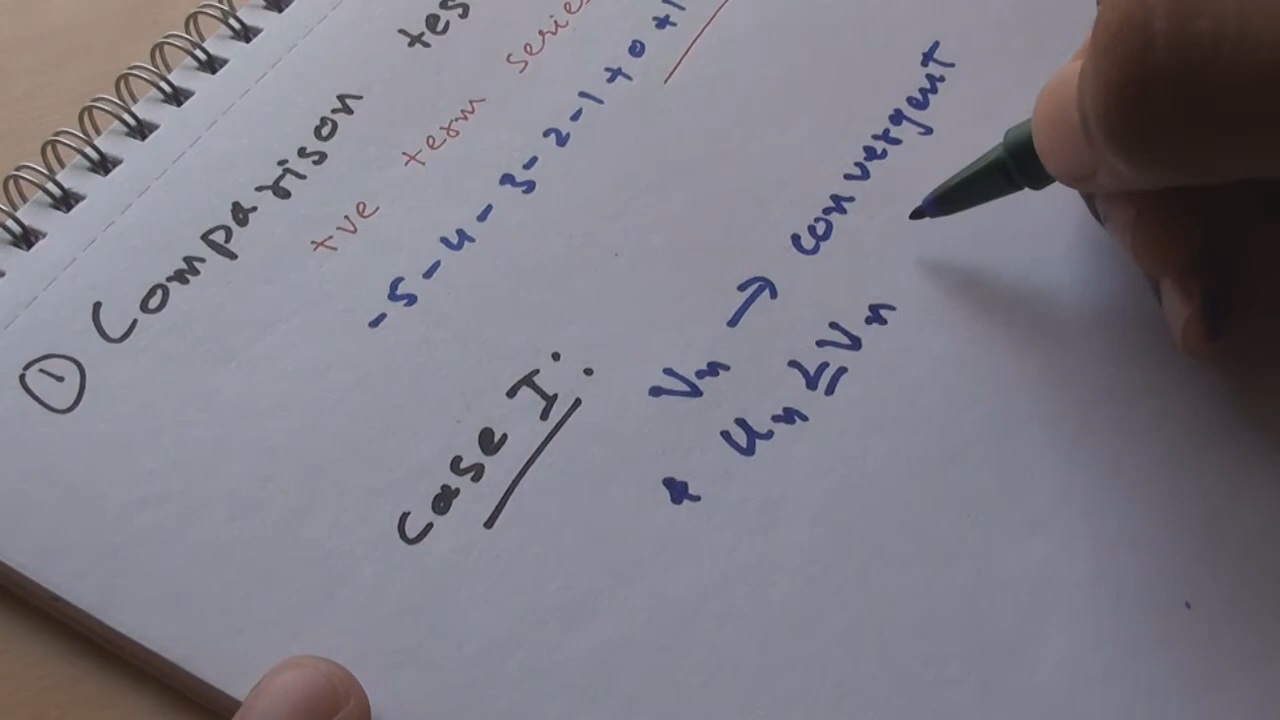 ① Comparison tes
+ve term series
-5-4-3-2-1+0+1
Case I:
Vn → convergent
* un ≤ Vn